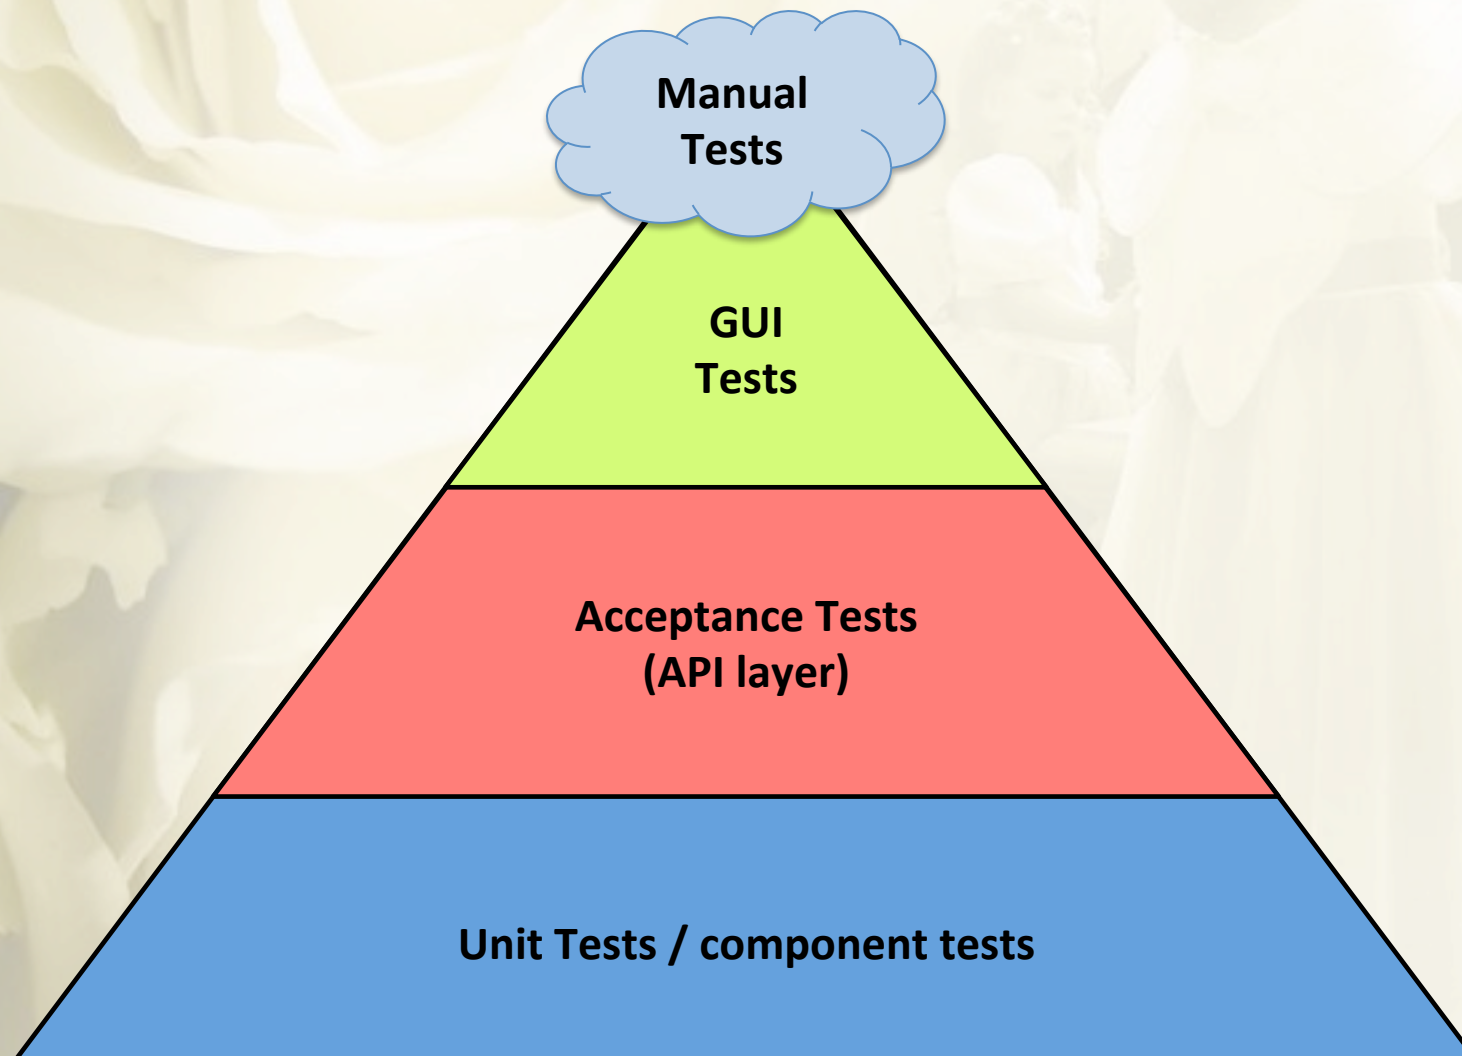 Manual
Tests
GUI
Tests
Acceptance Tests
(API layer)
Unit Tests / component tests